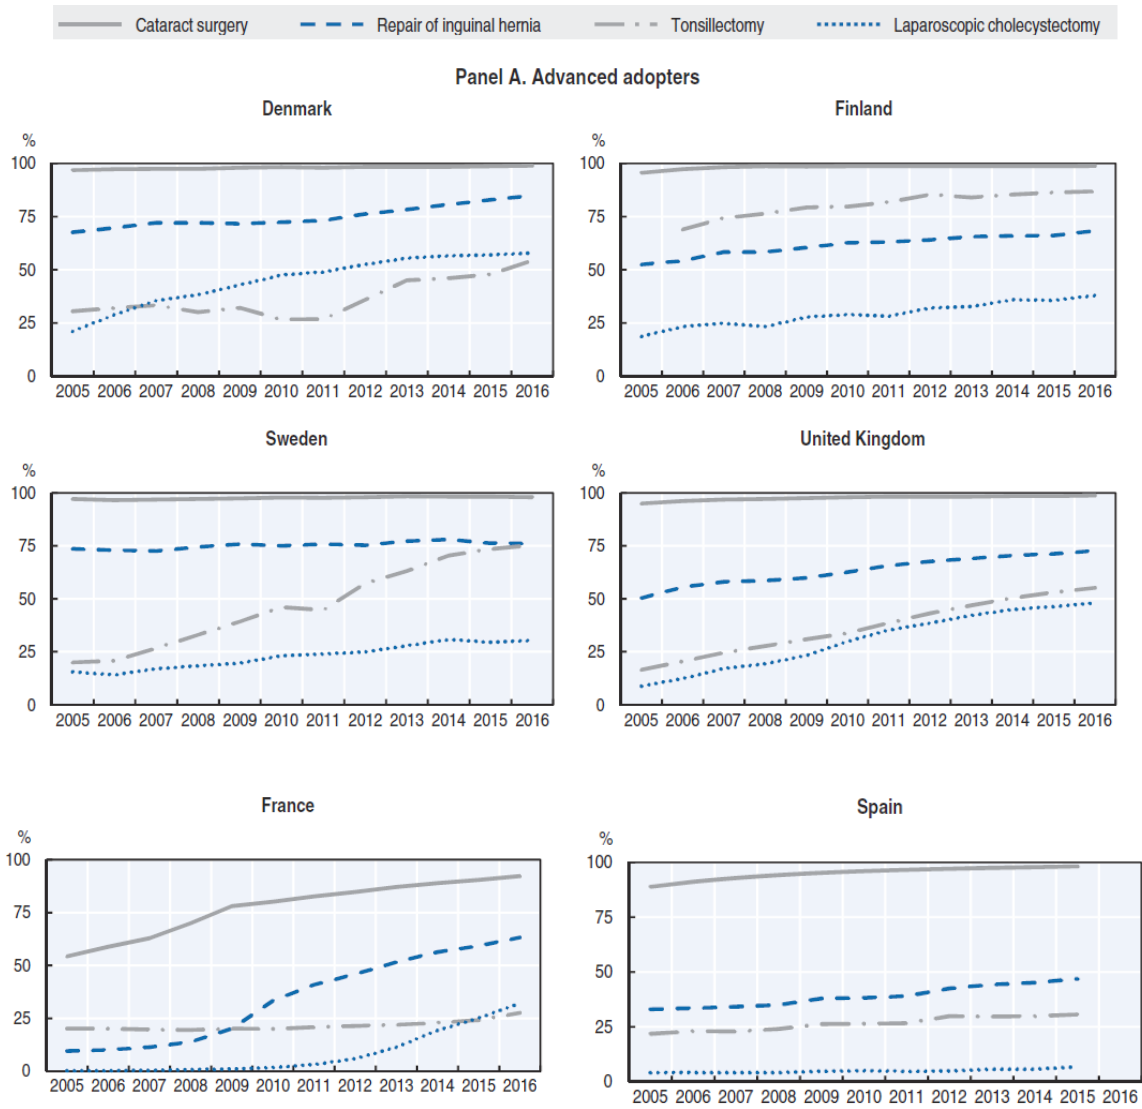 Cataract surgery Repair of inguinal hernia Tonsillectomy Laparoscopic cholecystectomy
Panel A. Advanced adopters
Denmark
%
100
75
50
25
0
2005 2006 2007 2008 2009 2010 2011 2012 2013 2014 2015 2016
Finland
%
100
75
50
25
0
2005 2006 2007 2008 2009 2010 2011 2012 2013 2014 2015 2016
Sweden
%
100
75
50
25
0
2005 2006 2007 2008 2009 2010 2011 2012 2013 2014 2015 2016
United Kingdom
%
100
75
50
25
0
2005 2006 2007 2008 2009 2010 2011 2012 2013 2014 2015 2016
France
%
100
75
50
25
0
2005 2006 2007 2008 2009 2010 2011 2012 2013 2014 2015 2016
Spain
%
100
75
50
25
0
2005 2006 2007 2008 2009 2010 2011 2012 2013 2014 2015 2016